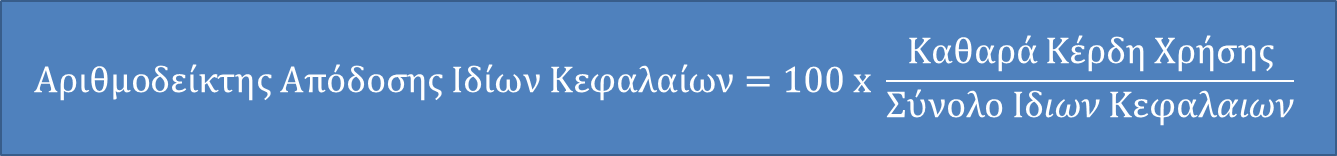 Αριθμοδείκτης Απόδοσης Ιδίων Κεφαλαίων = 100 x Καθαρά Κέρδη Χρήσης
Σύνολο Ιδιων Κεφαλαιων